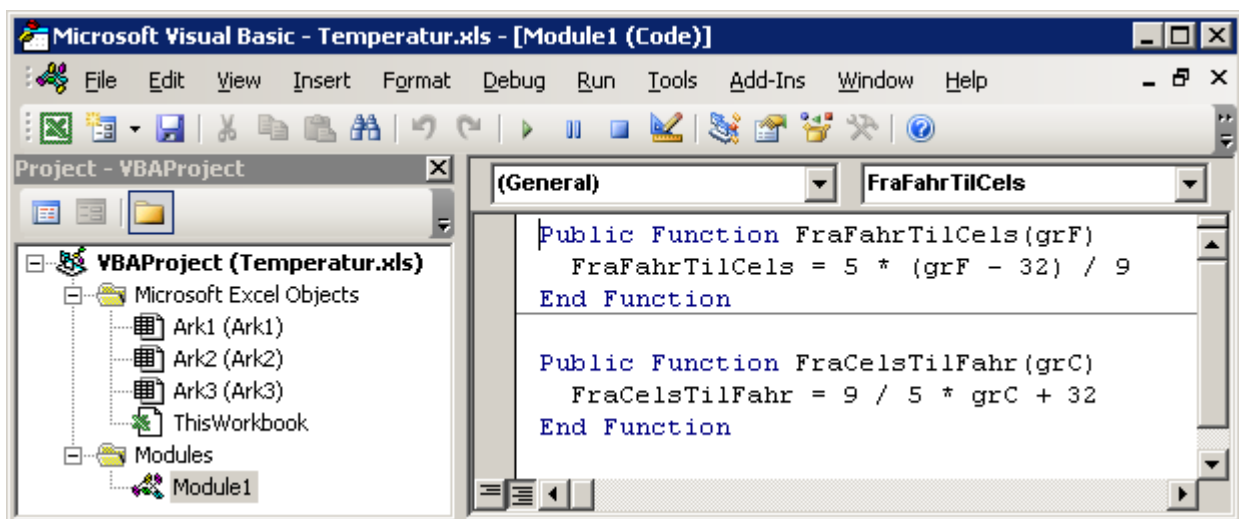 Microsoft Visual Basic - Temperatur.xls - [Module1 (Code)]
File Edit View Insert Format Debug Run Tools Add-Ins Window Help
Project - VBAProject
VBAProject (Temperatur.xls)
Microsoft Excel Objects
Ark1 (Ark1)
Ark2 (Ark2)
Ark3 (Ark3)
ThisWorkbook
Modules
Module1
(General) FraFahrTilCels
Public Function FraFahrTilCels(grF)
FraFahrTilCels = 5 * (grF - 32) / 9
End Function
Public Function FraCelsTilFahr(grC)
FraCelsTilFahr = 9 / 5 * grC + 32
End Function